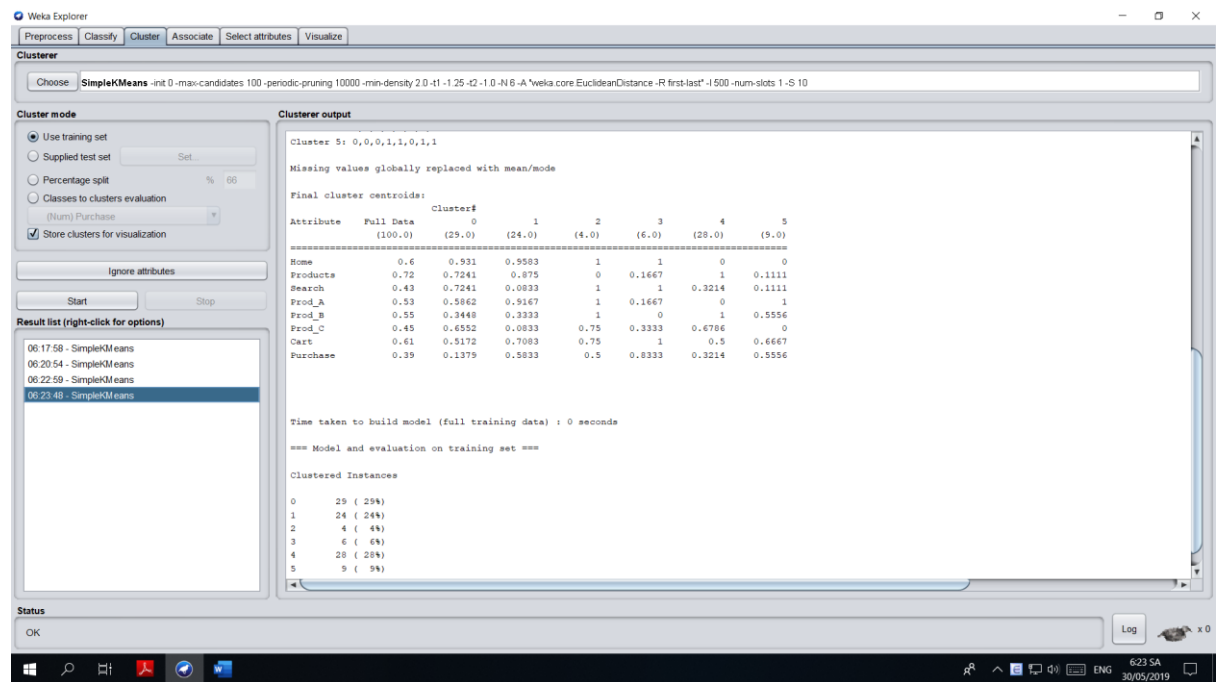 Weka Explorer
Preprocess Classify Cluster Associate Select attributes Visualize
Clusterer
Choose SimpleKMeans -init 0 -max-candidates 100 -periodic-pruning 10000 -min-density 2.0 -t1 -1.25 -t2 -1.0 -N 6 -A "weka.core.EuclideanDistance -R first-last" -I 500 -num-slots 1 -S 10
Cluster mode
Use training set
Supplied test set Set...
Percentage split % 66
Classes to clusters evaluation
(Num) Purchase
Store clusters for visualization
Ignore attributes
Start Stop
Result list (right-click for options)
06:17:58 - SimpleKMeans
06:20:54 - SimpleKMeans
06:22:59 - SimpleKMeans
06:23:48 - SimpleKMeans
Clusterer output
Cluster 5: 0,0,0,1,1,0,1,1
Missing values globally replaced with mean/mode
Final cluster centroids:
Cluster#
Attribute Full Data 0 1 2 3 4 5
(100.0) (29.0) (24.0) (4.0) (6.0) (28.0) (9.0)
==========================================================================================
Home 0.6 0.931 0.9583 1 1 0 0
Products 0.72 0.7241 0.875 0 0.1667 1 0.1111
Search 0.43 0.7241 0.0833 1 1 0.3214 0.1111
Prod_A 0.53 0.5862 0.9167 1 0.1667 0 1
Prod_B 0.55 0.3448 0.3333 1 0 1 0.5556
Prod_C 0.45 0.6552 0.0833 0.75 0.3333 0.6786 0
Cart 0.61 0.5172 0.7083 0.75 1 0.5 0.6667
Purchase 0.39 0.1379 0.5833 0.5 0.8333 0.3214 0.5556
Time taken to build model (full training data) : 0 seconds
=== Model and evaluation on training set ===
Clustered Instances
0 29 ( 29%)
1 24 ( 24%)
2 4 ( 4%)
3 6 ( 6%)
4 28 ( 28%)
5 9 ( 9%)
Status
OK
Log x 0
ENG 6:23 SA
30/05/2019